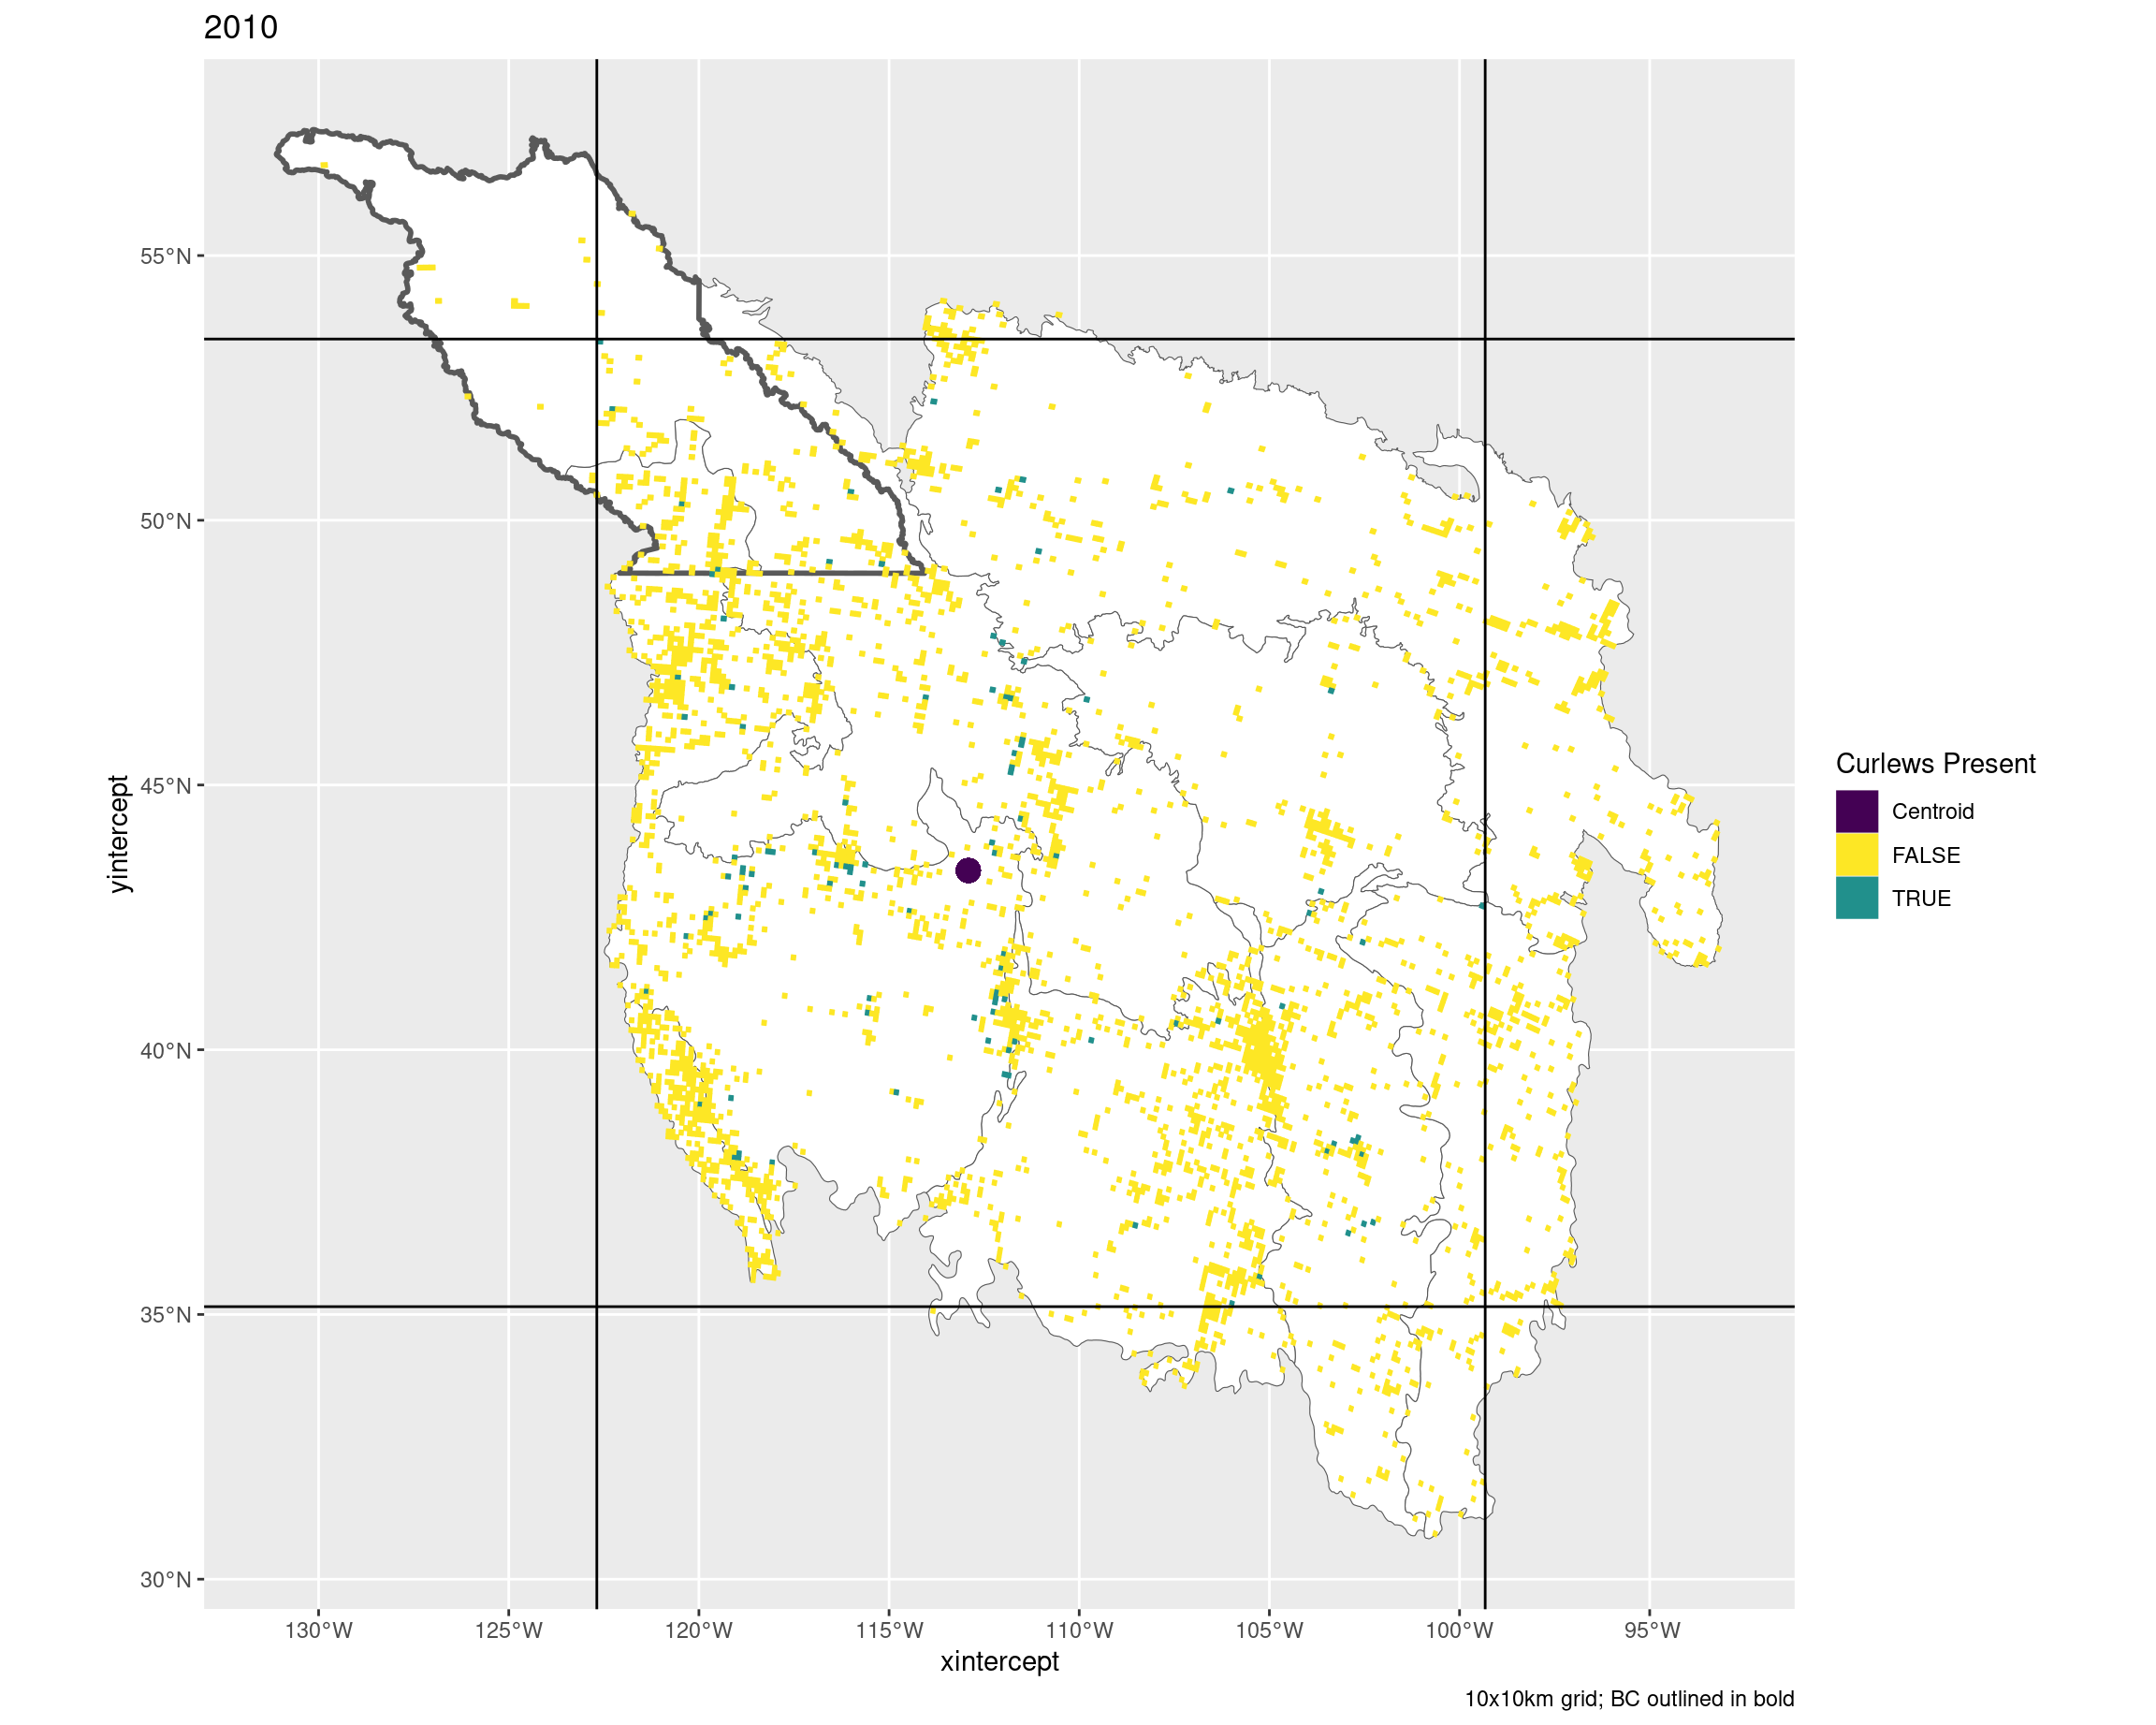 2010
55°N
50°N
45°N
40°N
35°N
30°N
yintercept
130°W
125°W
120°W
115°W
110°W
105°W
100°W
95°W
xintercept
Curlews Present
Centroid
FALSE
TRUE
10x10km grid; BC outlined in bold